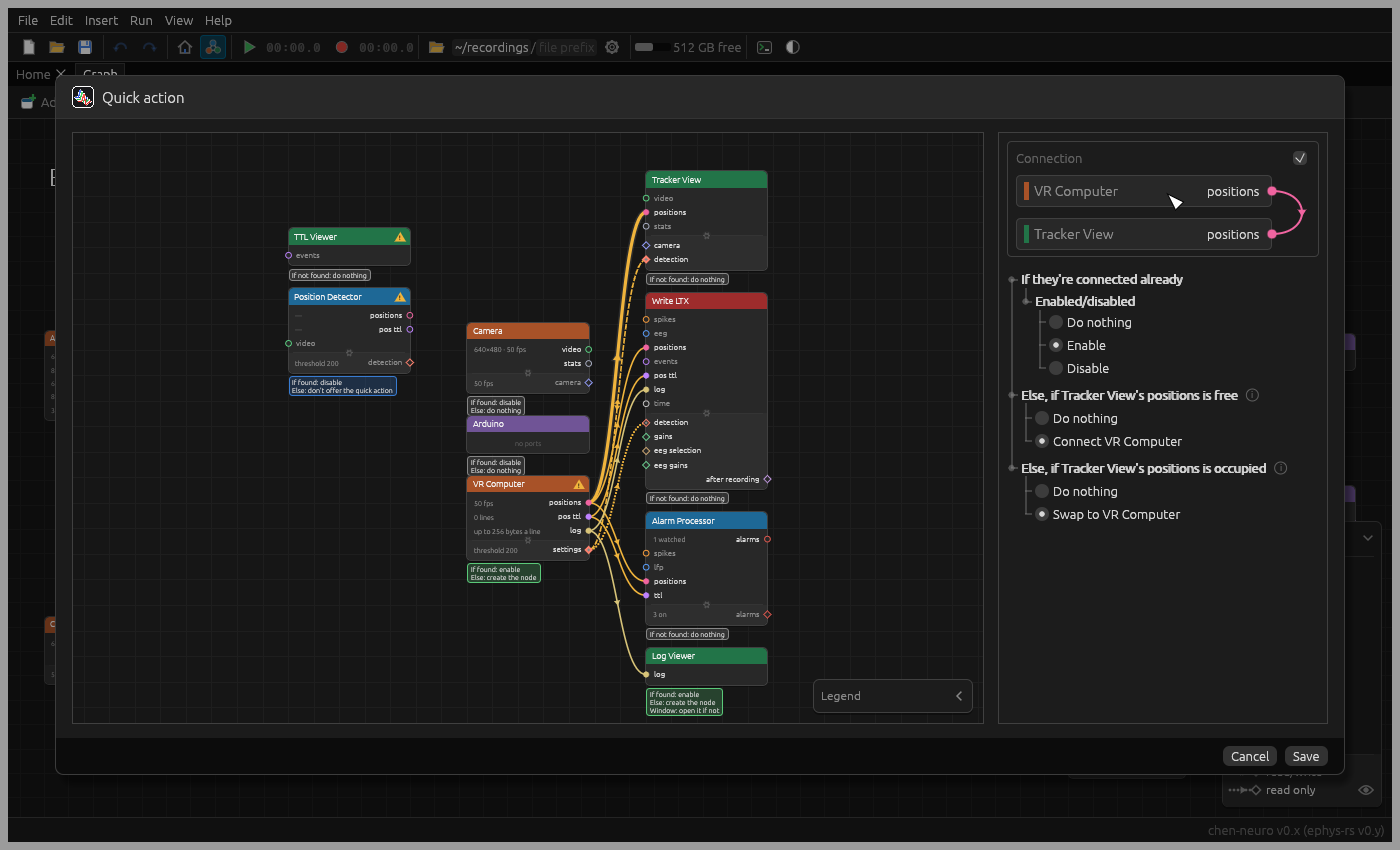 File Edit Insert Run View Help
00:00.0 00:00.0 ~/recordings/file prefix 512 GB free
Home Graph
Quick action
Tracker View
video
positions
stats
camera
detection
If not found: do nothing
TTL Viewer
events
If not found: do nothing
Position Detector
positions
pos ttl
video
threshold 200 detection
If found: disable
Else: don't offer the quick action
Camera
640×480 · 50 fps video
stats
50 fps camera
If found: disable
Else: do nothing
Arduino
no ports
If found: disable
Else: do nothing
VR Computer
50 fps positions
0 lines pos ttl
up to 256 bytes a line log
threshold 200 settings
If found: enable
Else: create the node
Write LTX
spikes
eeg
positions
events
pos ttl
log
time
detection
gains
eeg selection
eeg gains
after recording
If not found: do nothing
Alarm Processor
1 watched alarms
spikes
lfp
positions
ttl
3 on alarms
If not found: do nothing
Log Viewer
log
If found: enable
Else: create the node
Window: open it if not
Legend
Connection
VR Computer positions
Tracker View positions
If they're connected already
Enabled/disabled
Do nothing
Enable
Disable
Else, if Tracker View's positions is free
Do nothing
Connect VR Computer
Else, if Tracker View's positions is occupied
Do nothing
Swap to VR Computer
Cancel Save
read only
chen-neuro v0.x (ephys-rs v0.y)